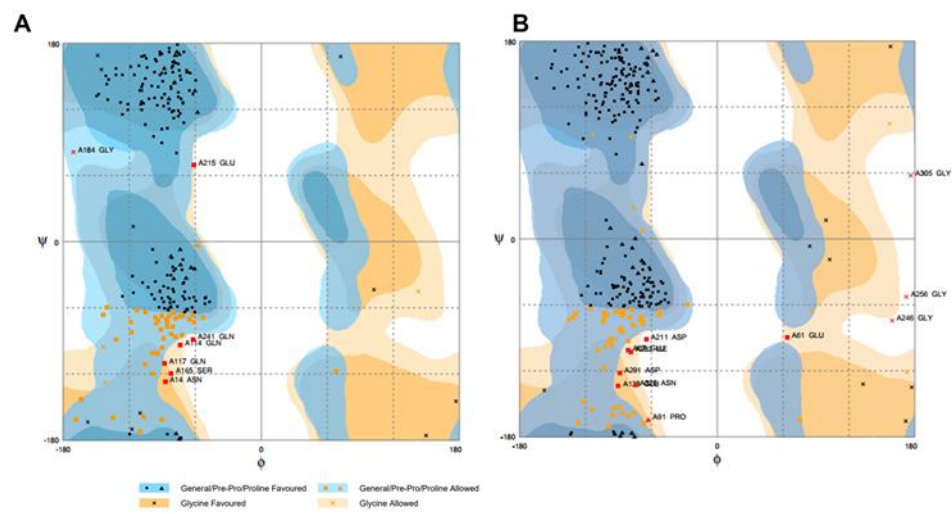 A
B
180
180
A184 GLY
A215 GLU
A305 GLY
ψ
0
ψ
0
A256 GLY
A246 GLY
A241 GLN
A114 GLN
A211 ASP
A61 GLU
A117 GLN
A165 SER
A14 ASN
A291 ASP
ASN
A91 PRO
-180
-180
0
180
-180
0
180
ϕ
ϕ
General/Pre-Pro/Proline Favoured
General/Pre-Pro/Proline Allowed
Glycine Favoured
Glycine Allowed